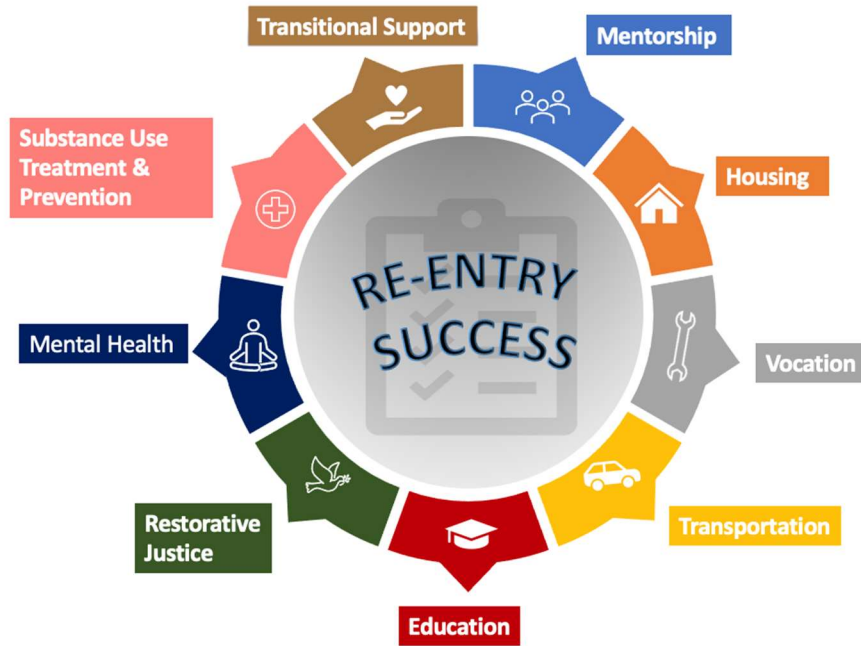 Transitional Support
Mentorship
Substance Use
Treatment &
Prevention
Housing
RE-ENTRY
SUCCESS
Mental Health
Vocation
Restorative
Justice
Transportation
Education